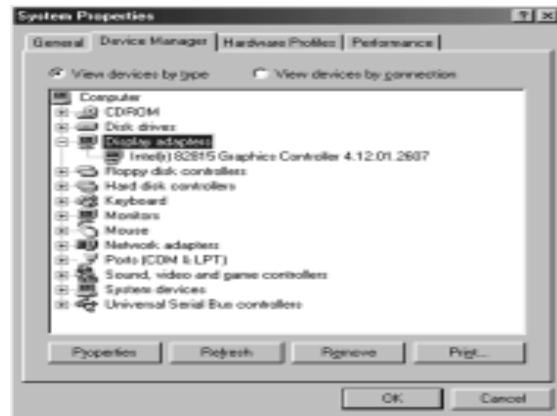 System Properties
General Device Manager Hardware Profiles Performance
View devices by type View devices by connection
Computer
CDROM
Disk drives
Display adapters
Intel(r) 82815 Graphics Controller 4.12.01.2687
Floppy disk controllers
Hard disk controllers
Keyboard
Monitors
Mouse
Network adapters
Ports (COM & LPT)
Sound, video and game controllers
System devices
Universal Serial Bus controllers
Properties Refresh Remove Print...
OK Cancel